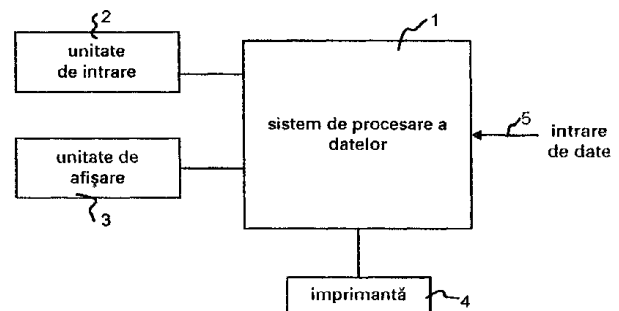 2
unitate
de intrare
1
sistem de procesare a
datelor
5
intrare
de date
unitate de
afișare
3
imprimantă
4